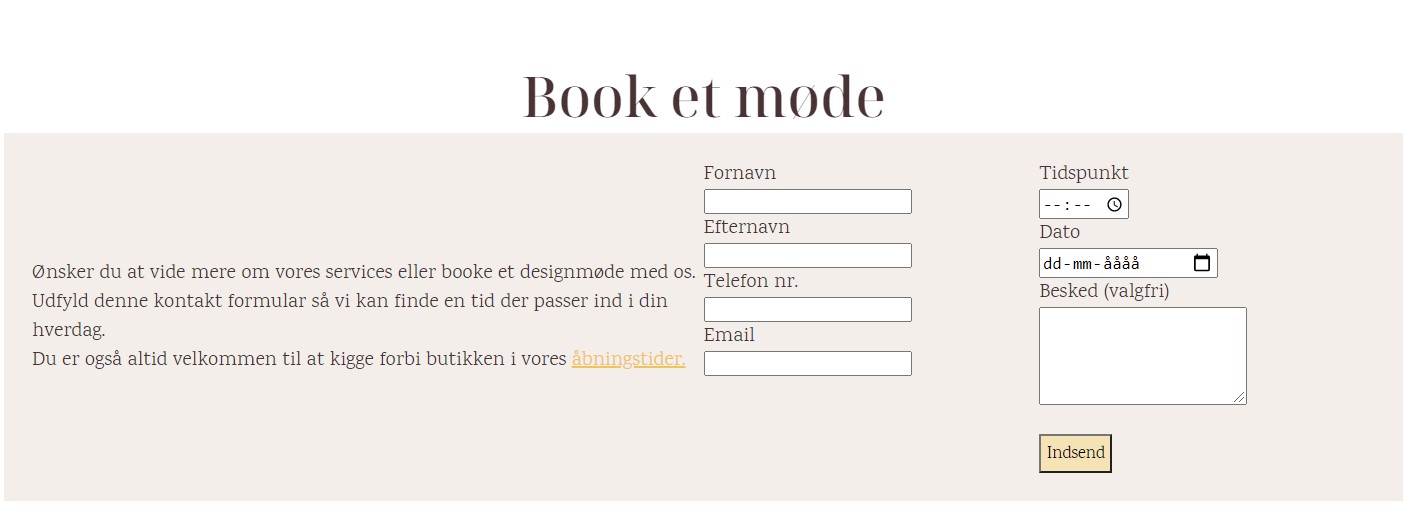 Book et møde
Ønsker du at vide mere om vores services eller booke et designmøde med os.
Udfyld denne kontakt formular så vi kan finde en tid der passer ind i din
hverdag.
Du er også altid velkommen til at kigge forbi butikken i vores åbningstider.
Fornavn
Efternavn
Telefon nr.
Email
Tidspunkt
--:--
Dato
dd-mm-åååå
Besked (valgfri)
Indsend